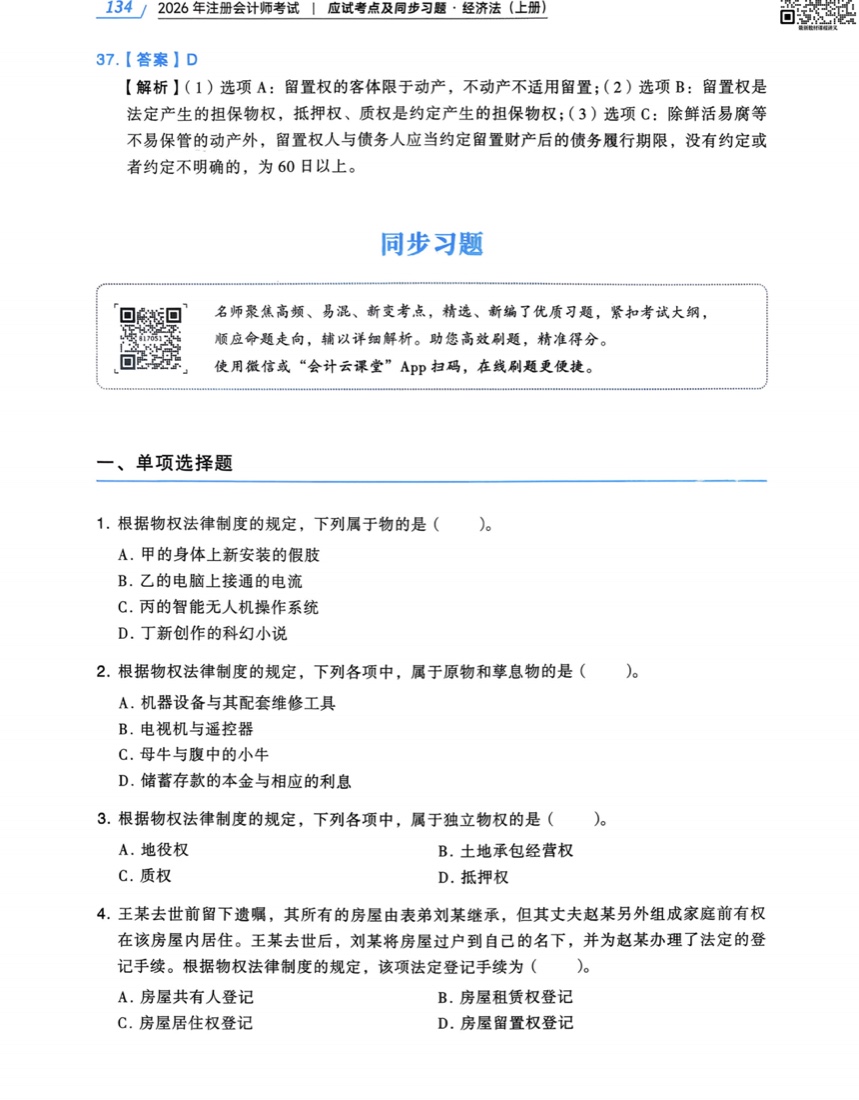 134 / 2026 年注册会计师考试 | 应试考点及同步习题 · 经济法（上册）
37.【答案】D
【解析】（1）选项 A：留置权的客体限于动产，不动产不适用留置；（2）选项 B：留置权是
法定产生的担保物权，抵押权、质权是约定产生的担保物权；（3）选项 C：除鲜活易腐等
不易保管的动产外，留置权人与债务人应当约定留置财产后的债务履行期限，没有约定或
者约定不明确的，为 60 日以上。
同步习题
名师聚焦高频、易混、新变考点，精选、新编了优质习题，紧扣考试大纲，
顺应命题走向，辅以详细解析。助您高效刷题，精准得分。
使用微信或“会计云课堂”App 扫码，在线刷题更便捷。
一、单项选择题
1. 根据物权法律制度的规定，下列属于物的是（　　）。
A. 甲的身体上新安装的假肢
B. 乙的电脑上接通的电流
C. 丙的智能无人机操作系统
D. 丁新创作的科幻小说
2. 根据物权法律制度的规定，下列各项中，属于原物和孳息物的是（　　）。
A. 机器设备与其配套维修工具
B. 电视机与遥控器
C. 母牛与腹中的小牛
D. 储蓄存款的本金与相应的利息
3. 根据物权法律制度的规定，下列各项中，属于独立物权的是（　　）。
A. 地役权　　B. 土地承包经营权
C. 质权　　D. 抵押权
4. 王某去世前留下遗嘱，其所有的房屋由表弟刘某继承，但其丈夫赵某另外组成家庭前有权
在该房屋内居住。王某去世后，刘某将房屋过户到自己的名下，并为赵某办理了法定的登
记手续。根据物权法律制度的规定，该项法定登记手续为（　　）。
A. 房屋共有人登记　　B. 房屋租赁权登记
C. 房屋居住权登记　　D. 房屋留置权登记